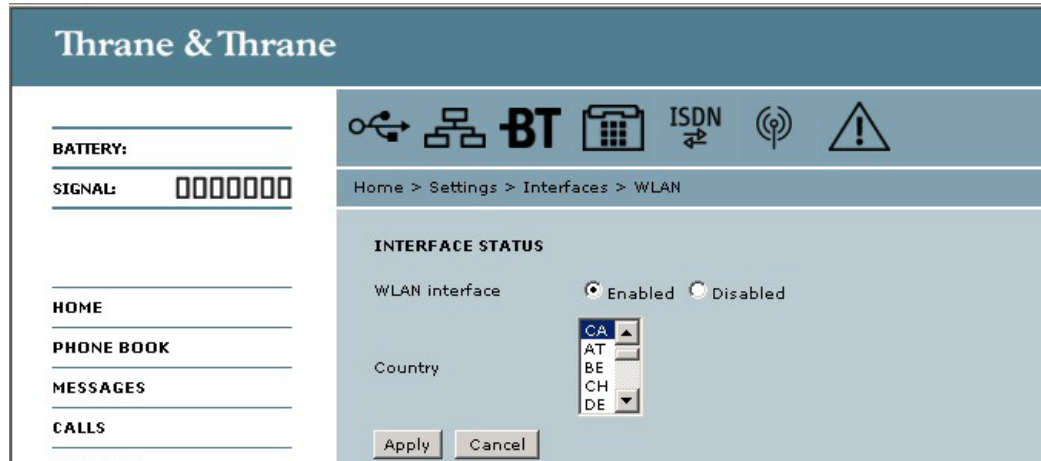 Thrane & Thrane
BT
ISDN
BATTERY:
SIGNAL:
Home > Settings > Interfaces > WLAN
INTERFACE STATUS
WLAN interface Enabled Disabled
Country
CA
AT
BE
CH
DE
Apply Cancel
HOME
PHONE BOOK
MESSAGES
CALLS